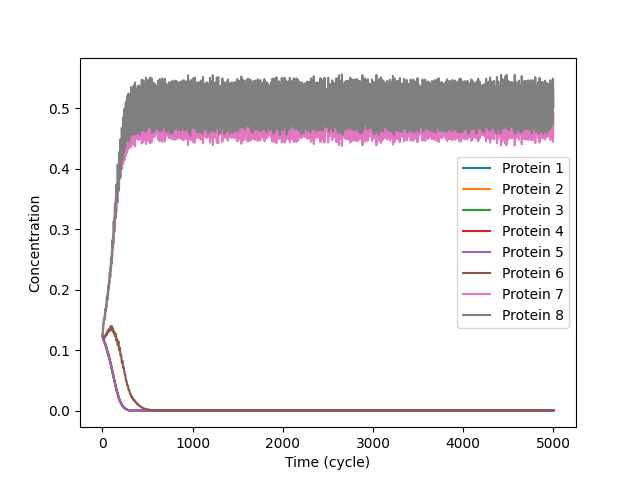 0.5
0.4
0.3
0.2
0.1
0.0
Concentration
Protein 1
Protein 2
Protein 3
Protein 4
Protein 5
Protein 6
Protein 7
Protein 8
0 1000 2000 3000 4000 5000
Time (cycle)